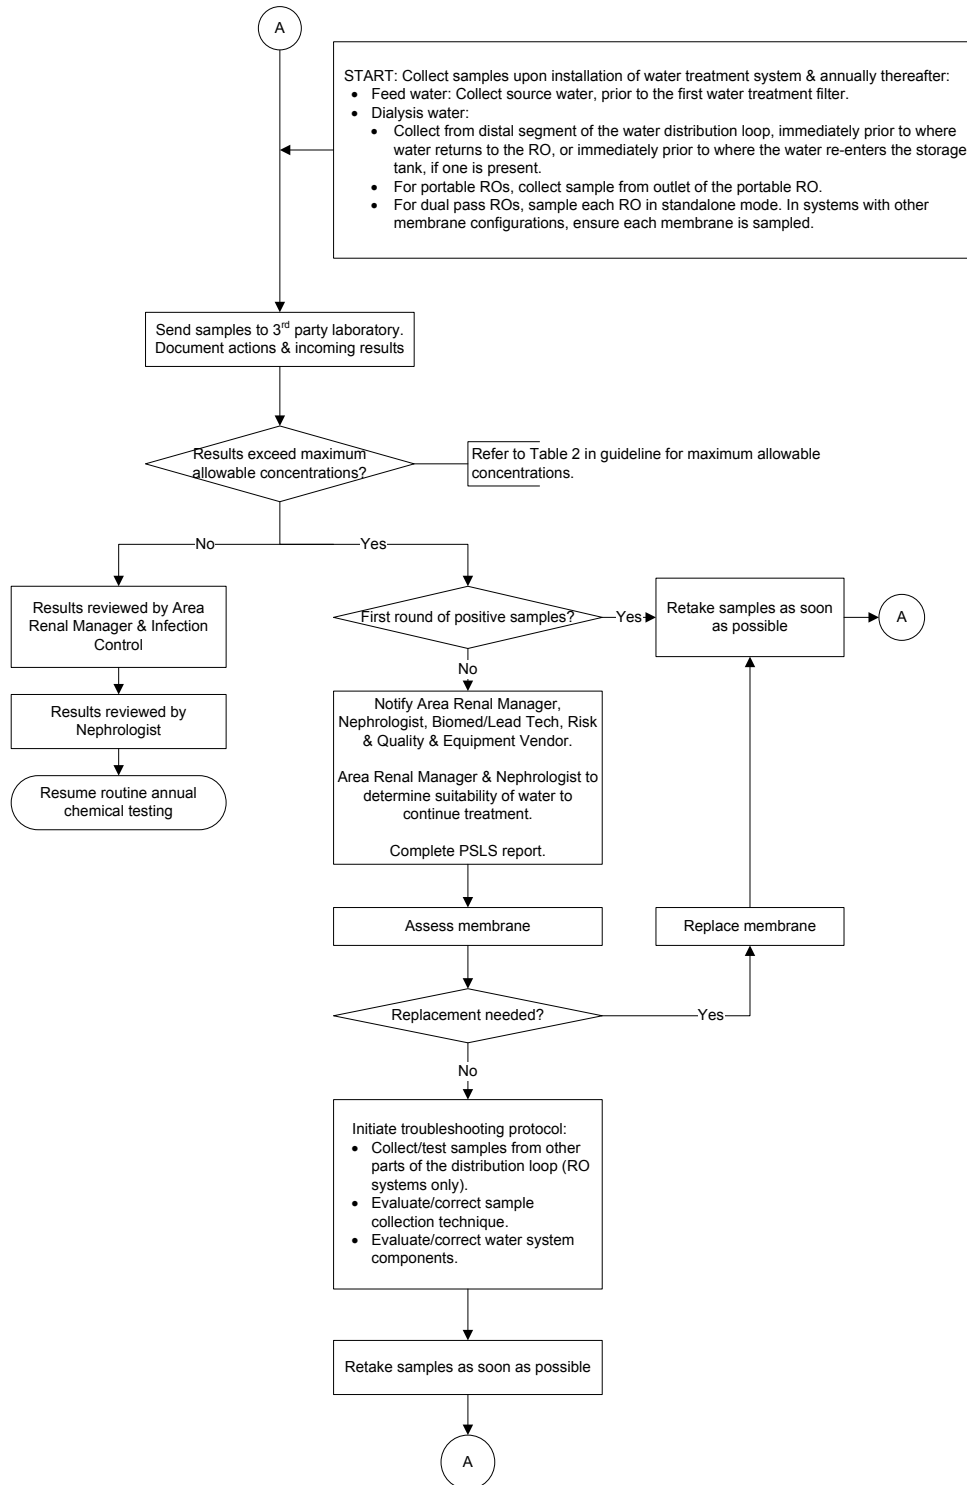 A
START: Collect samples upon installation of water treatment system & annually thereafter:
• Feed water: Collect source water, prior to the first water treatment filter.
• Dialysis water:
• Collect from distal segment of the water distribution loop, immediately prior to where
water returns to the RO, or immediately prior to where the water re-enters the storage
tank, if one is present.
• For portable ROs, collect sample from outlet of the portable RO.
• For dual pass ROs, sample each RO in standalone mode. In systems with other
membrane configurations, ensure each membrane is sampled.
Send samples to 3rd party laboratory.
Document actions & incoming results
Results exceed maximum
allowable concentrations?
Refer to Table 2 in guideline for maximum allowable
concentrations.
No
Yes
Results reviewed by Area
Renal Manager & Infection
Control
First round of positive samples?
Yes
Retake samples as soon
as possible
A
No
Results reviewed by
Nephrologist
Resume routine annual
chemical testing
Notify Area Renal Manager,
Nephrologist, Biomed/Lead Tech, Risk
& Quality & Equipment Vendor.
Area Renal Manager & Nephrologist to
determine suitability of water to
continue treatment.
Complete PSLS report.
Assess membrane
Replace membrane
Replacement needed?
Yes
No
Initiate troubleshooting protocol:
• Collect/test samples from other
parts of the distribution loop (RO
systems only).
• Evaluate/correct sample
collection technique.
• Evaluate/correct water system
components.
Retake samples as soon as possible
A